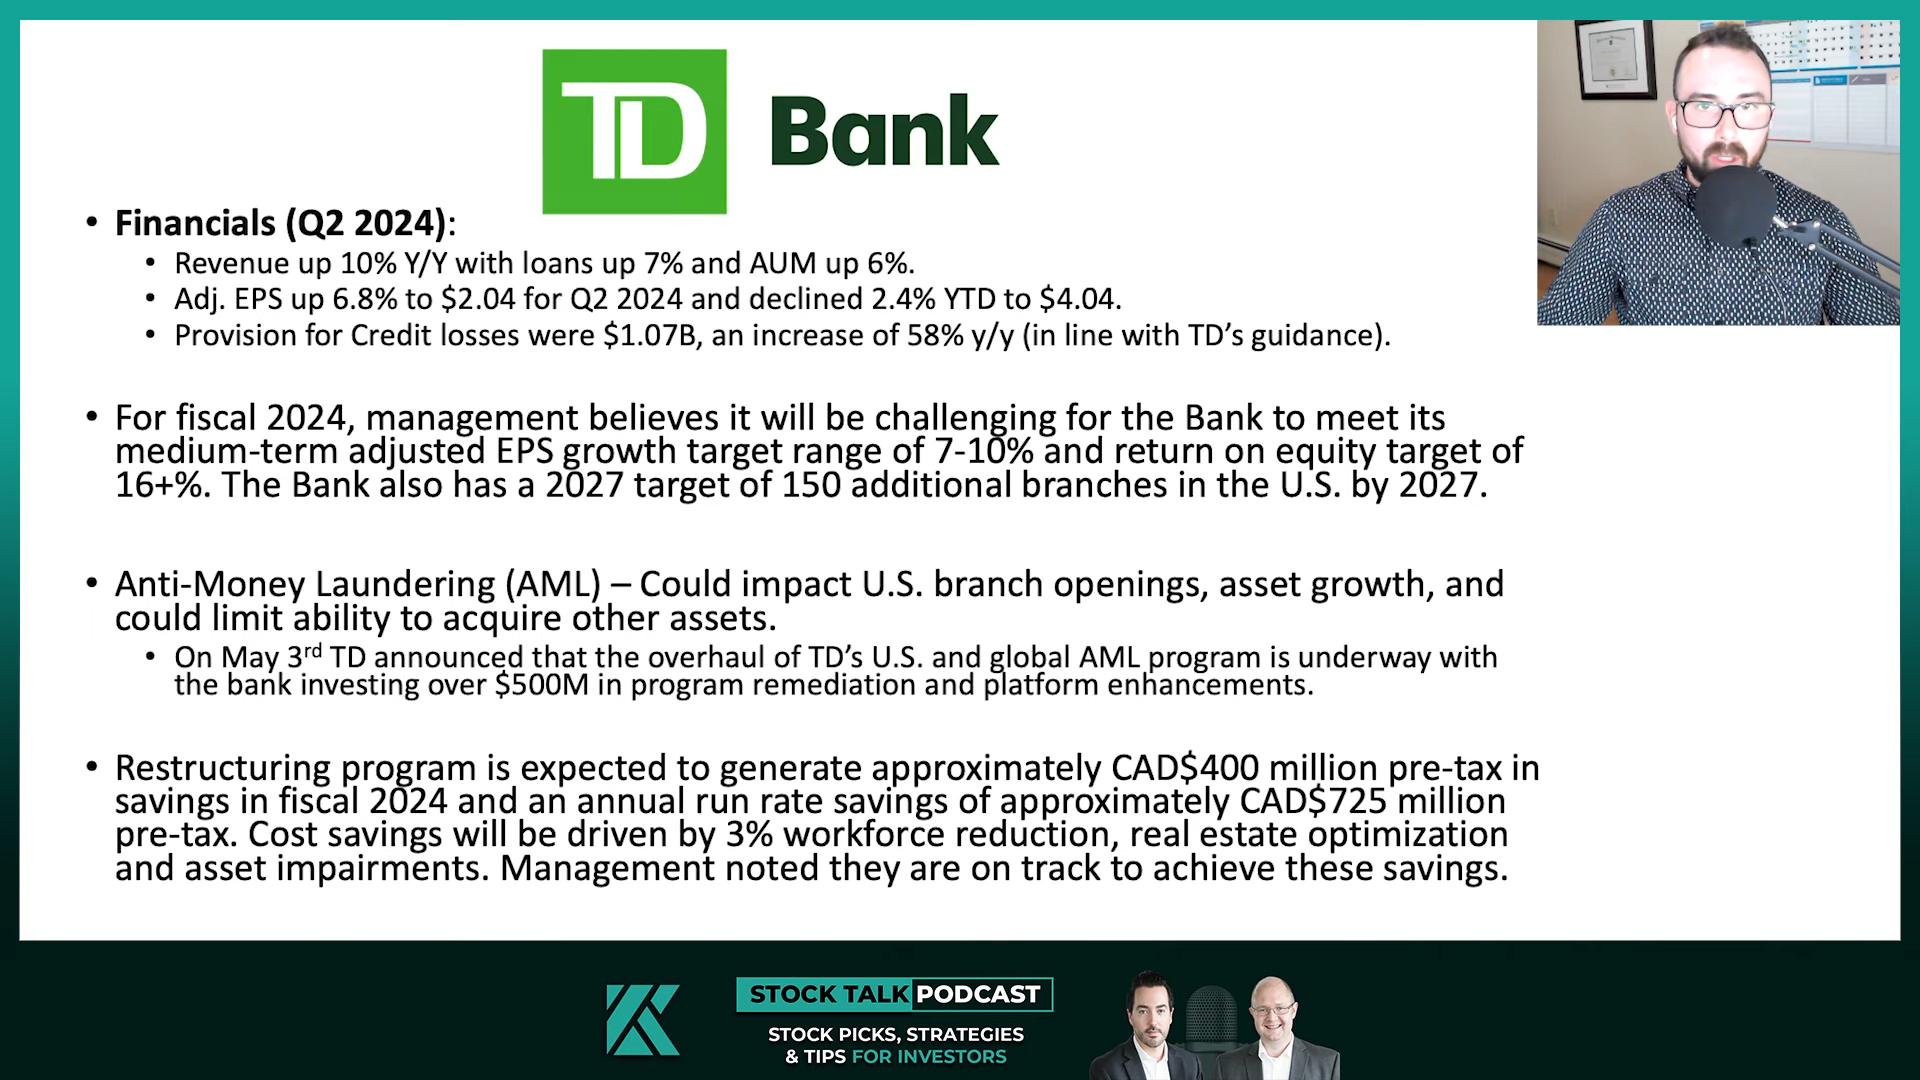 TD Bank
• Financials (Q2 2024):
• Revenue up 10% Y/Y with loans up 7% and AUM up 6%.
• Adj. EPS up 6.8% to $2.04 for Q2 2024 and declined 2.4% YTD to $4.04.
• Provision for Credit losses were $1.07B, an increase of 58% y/y (in line with TD’s guidance).
• For fiscal 2024, management believes it will be challenging for the Bank to meet its
medium-term adjusted EPS growth target range of 7-10% and return on equity target of
16+%. The Bank also has a 2027 target of 150 additional branches in the U.S. by 2027.
• Anti-Money Laundering (AML) – Could impact U.S. branch openings, asset growth, and
could limit ability to acquire other assets.
• On May 3rd TD announced that the overhaul of TD’s U.S. and global AML program is underway with
the bank investing over $500M in program remediation and platform enhancements.
• Restructuring program is expected to generate approximately CAD$400 million pre-tax in
savings in fiscal 2024 and an annual run rate savings of approximately CAD$725 million
pre-tax. Cost savings will be driven by 3% workforce reduction, real estate optimization
and asset impairments. Management noted they are on track to achieve these savings.
STOCK TALK PODCAST
STOCK PICKS, STRATEGIES
& TIPS FOR INVESTORS